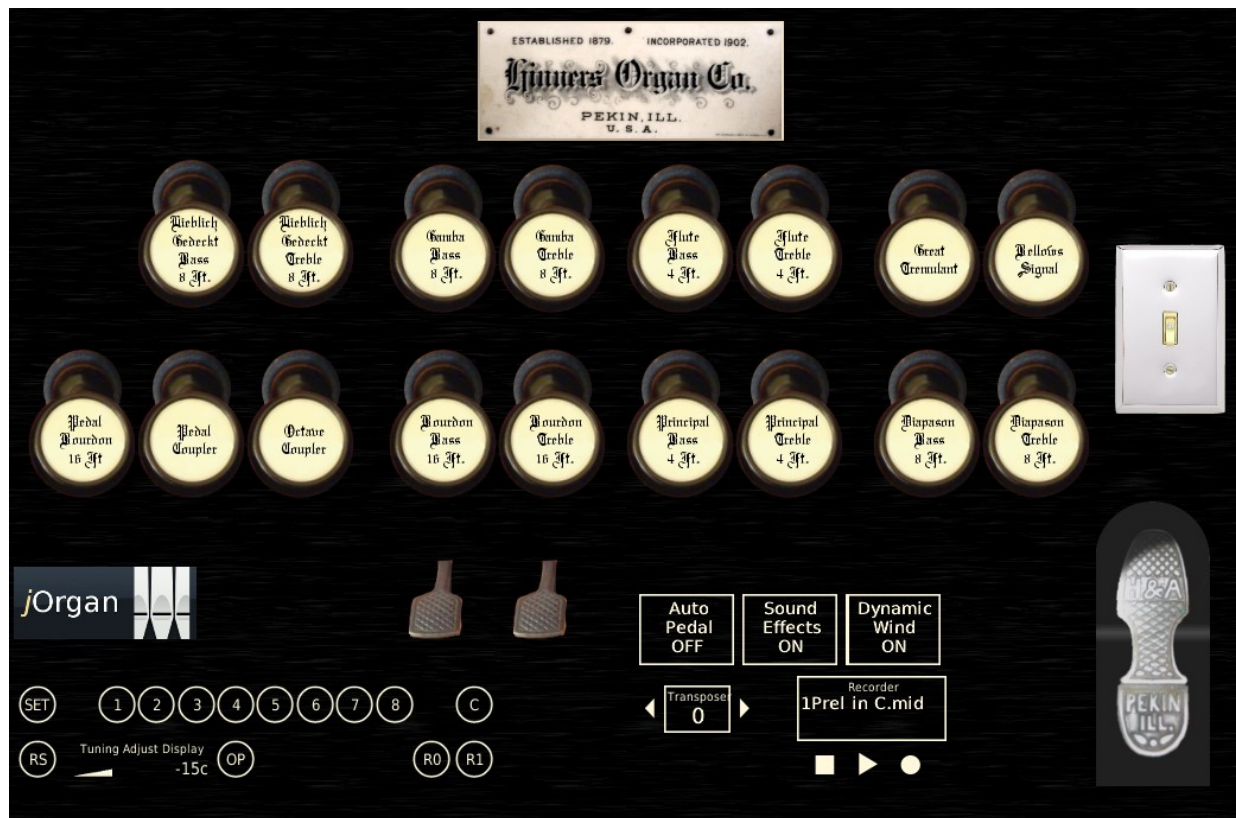 ESTABLISHED 1879. INCORPORATED 1902.
Hinners Organ Co.
PEKIN, ILL.
U. S. A.
Lieblich
Gedeckt
Bass
8 Ft.
Lieblich
Gedeckt
Treble
8 Ft.
Gamba
Bass
8 Ft.
Gamba
Treble
8 Ft.
Flute
Bass
4 Ft.
Flute
Treble
4 Ft.
Great
Tremulant
Bellows
Signal
Pedal
Bourdon
16 Ft
Pedal
Coupler
Octave
Coupler
Bourdon
Bass
16 Ft.
Bourdon
Treble
16 Ft.
Principal
Bass
4 Ft.
Principal
Treble
4 Ft.
Diapason
Bass
8 Ft.
Diapason
Treble
8 Ft.
jOrgan
Auto
Pedal
OFF
Sound
Effects
ON
Dynamic
Wind
ON
H&A
PEKIN
ILL.
SET 1 2 3 4 5 6 7 8 C
Transposer
0
Recorder
1Prel in C.mid
RS
Tuning Adjust Display
-15c
OP
R0 R1